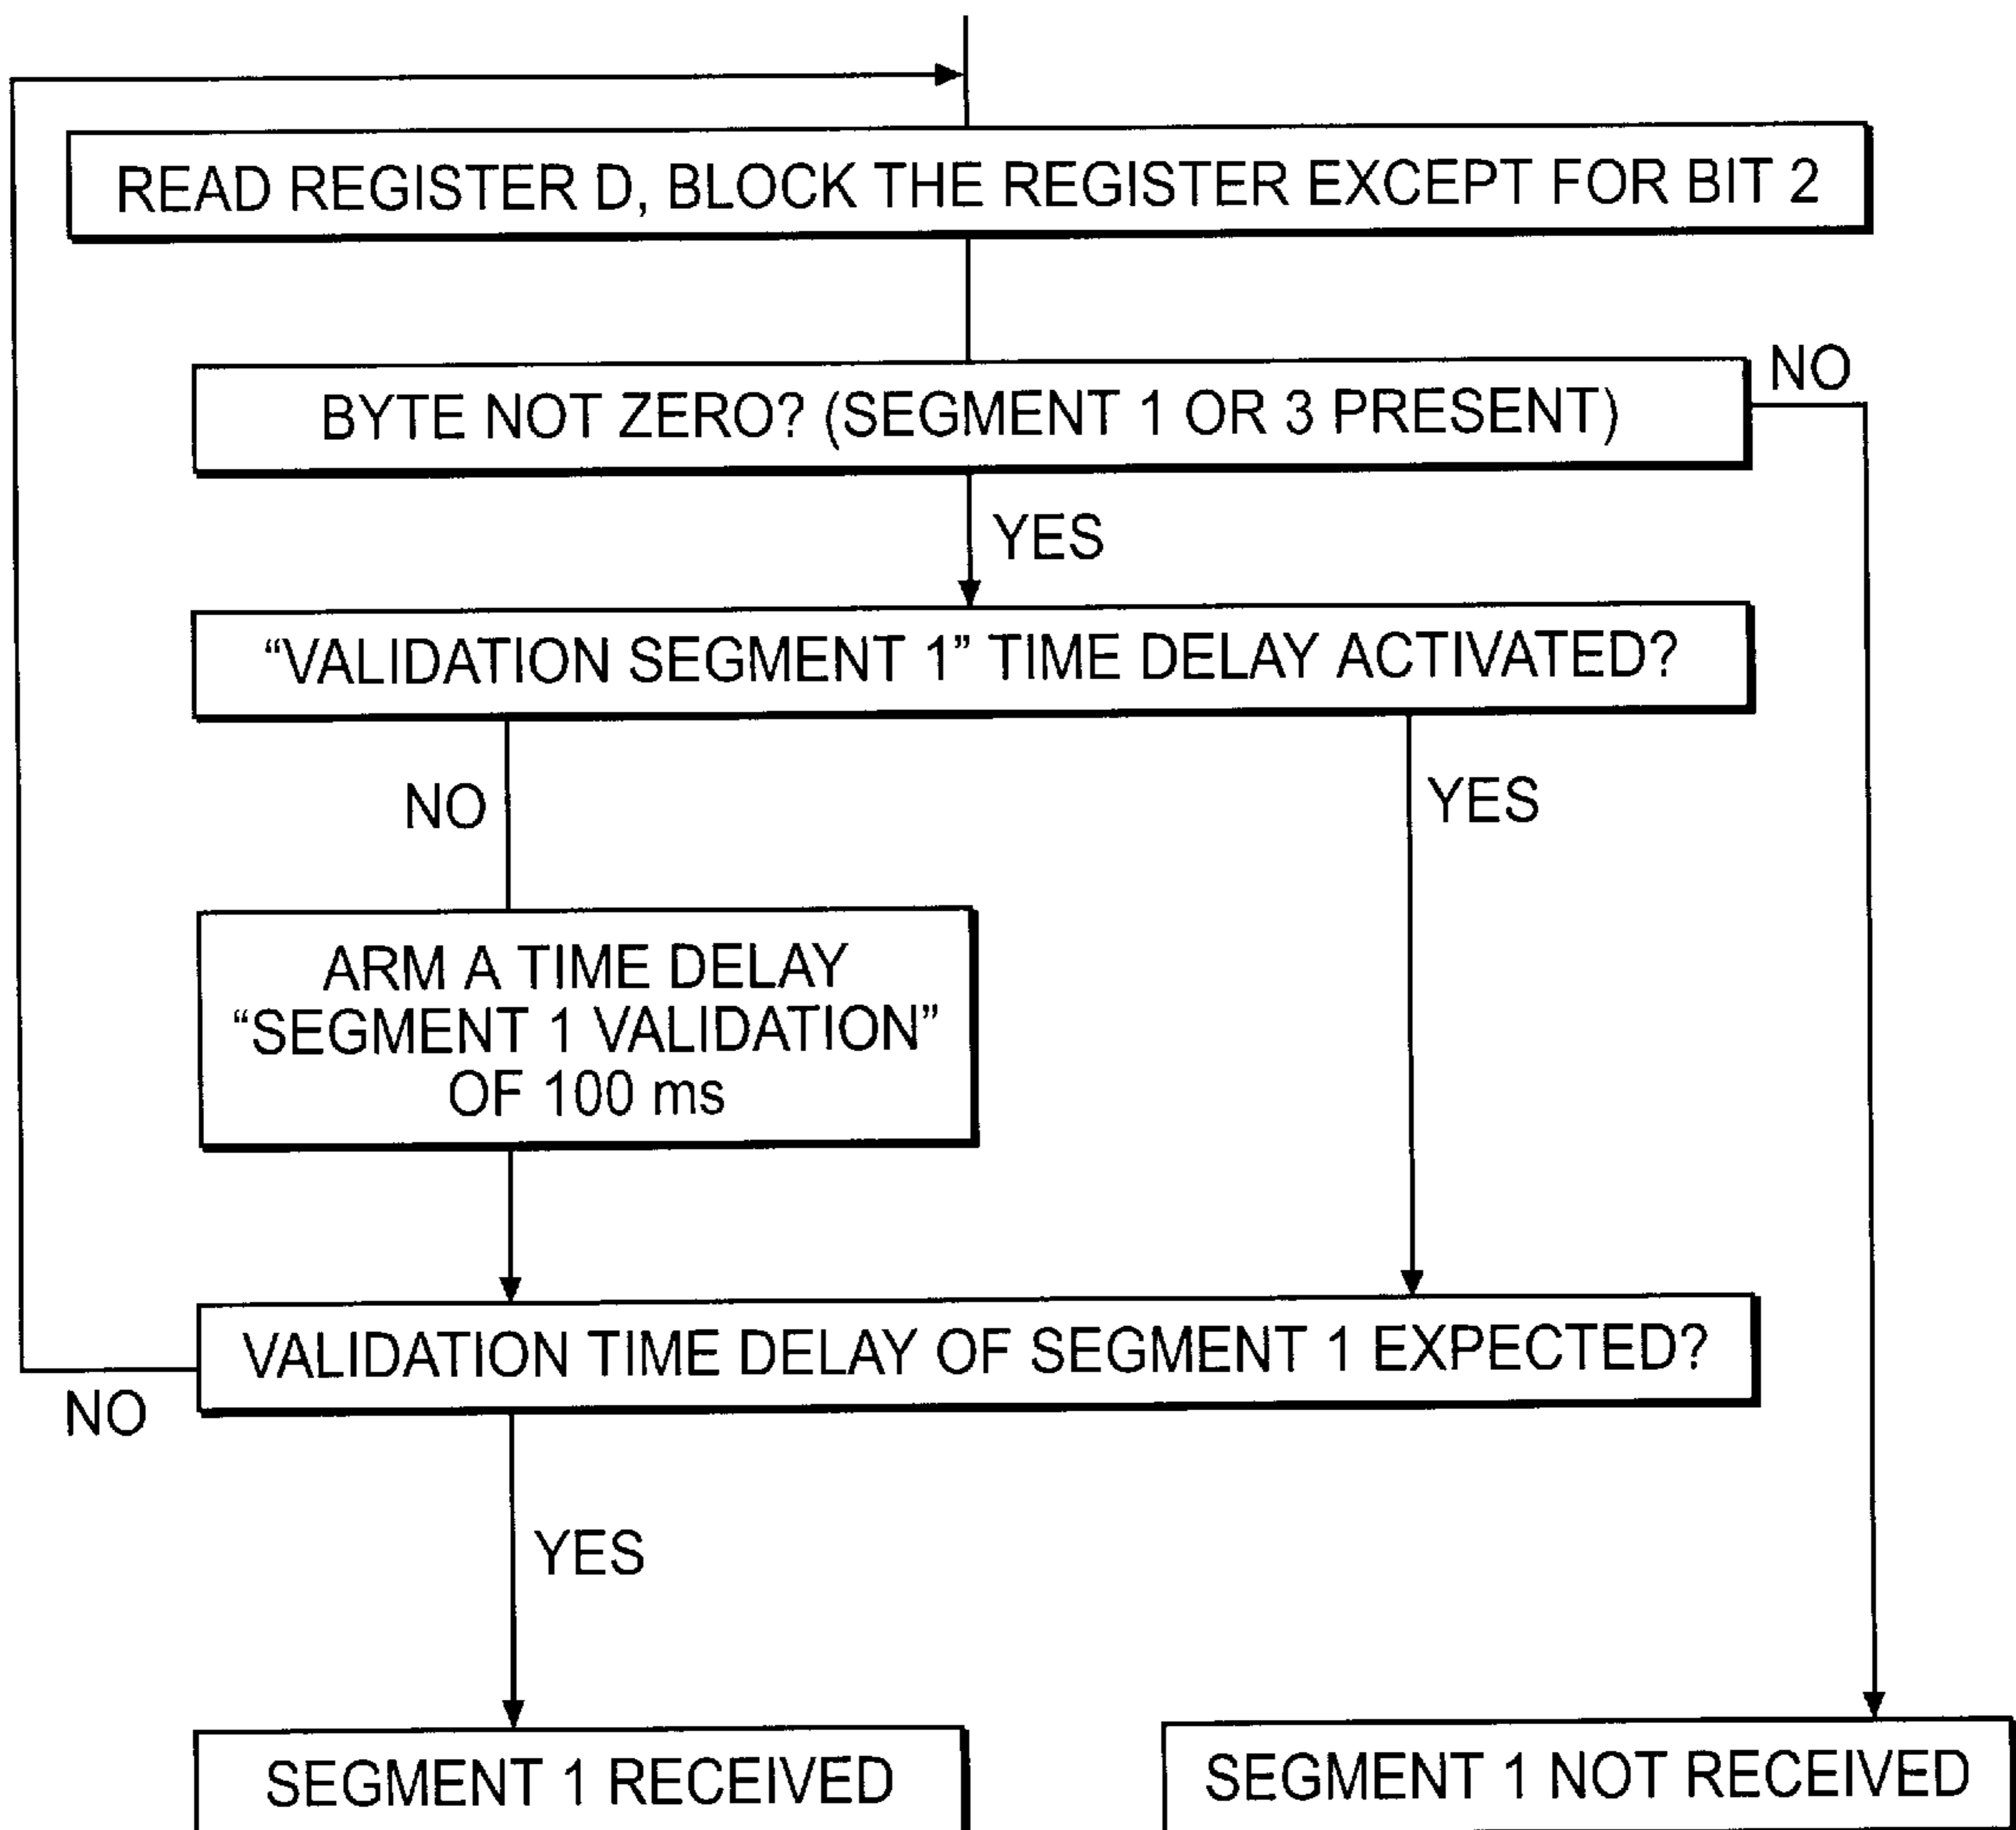 READ REGISTER D, BLOCK THE REGISTER EXCEPT FOR BIT 2
BYTE NOT ZERO? (SEGMENT 1 OR 3 PRESENT)
NO
YES
“VALIDATION SEGMENT 1” TIME DELAY ACTIVATED?
NO
YES
ARM A TIME DELAY
“SEGMENT 1 VALIDATION”
OF 100 ms
VALIDATION TIME DELAY OF SEGMENT 1 EXPECTED?
NO
YES
SEGMENT 1 RECEIVED
SEGMENT 1 NOT RECEIVED